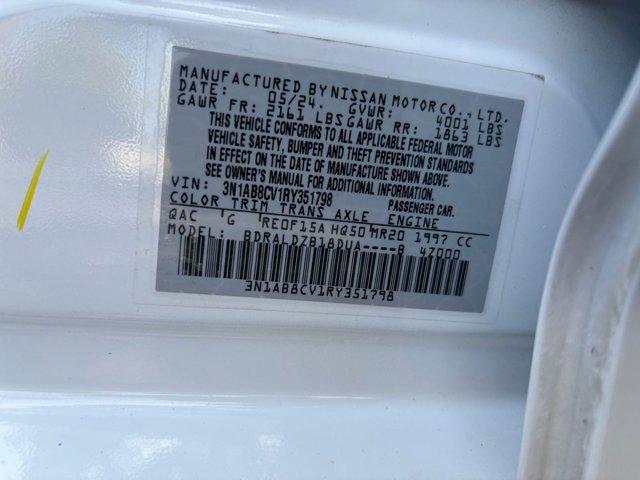 MANUFACTURED BY NISSAN MOTOR CO., LTD.
DATE: 05/24. GVWR: 4001 LBS
GAWR FR: 2161 LBS GAWR RR: 1863 LBS
THIS VEHICLE CONFORMS TO ALL APPLICABLE FEDERAL MOTOR
VEHICLE SAFETY, BUMPER AND THEFT PREVENTION STANDARDS
IN EFFECT ON THE DATE OF MANUFACTURE SHOWN ABOVE.
SEE OWNER'S MANUAL FOR ADDITIONAL INFORMATION.
VIN: 3N1AB8CV1RY351798 PASSENGER CAR
COLOR TRIM TRANS AXLE ENGINE
QAC G RE0F15A HQ50 MR20 1997 CC
BDRALDZB18DUA----B 4Z000
3N1AB8CV1RY351798